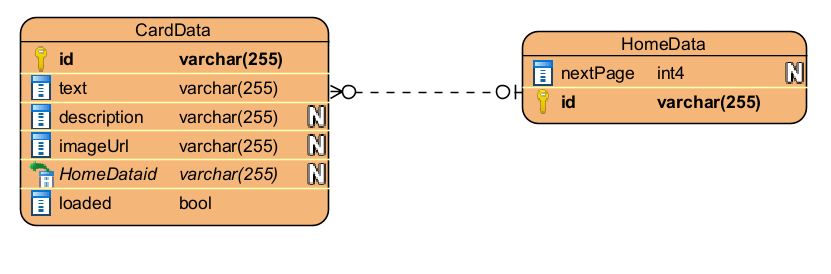 CardData
id varchar(255)
text varchar(255)
description varchar(255) N
imageUrl varchar(255) N
HomeDataid varchar(255) N
loaded bool
HomeData
nextPage int4 N
id varchar(255)